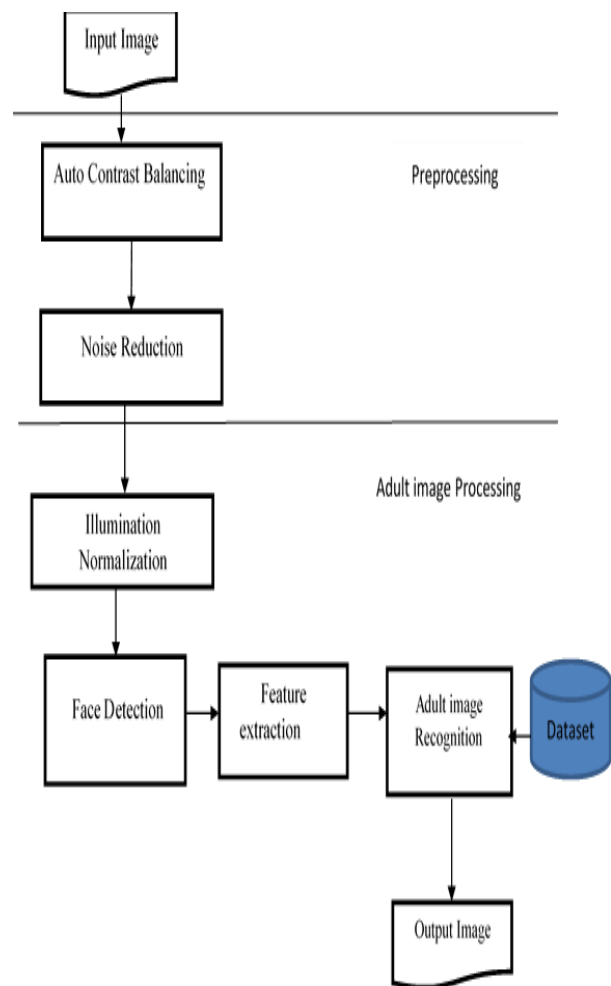 Input Image
Auto Contrast Balancing
Preprocessing
Noise Reduction
Adult image Processing
Illumination
Normalization
Face Detection
Feature
extraction
Adult image
Recognition
Dataset
Output Image